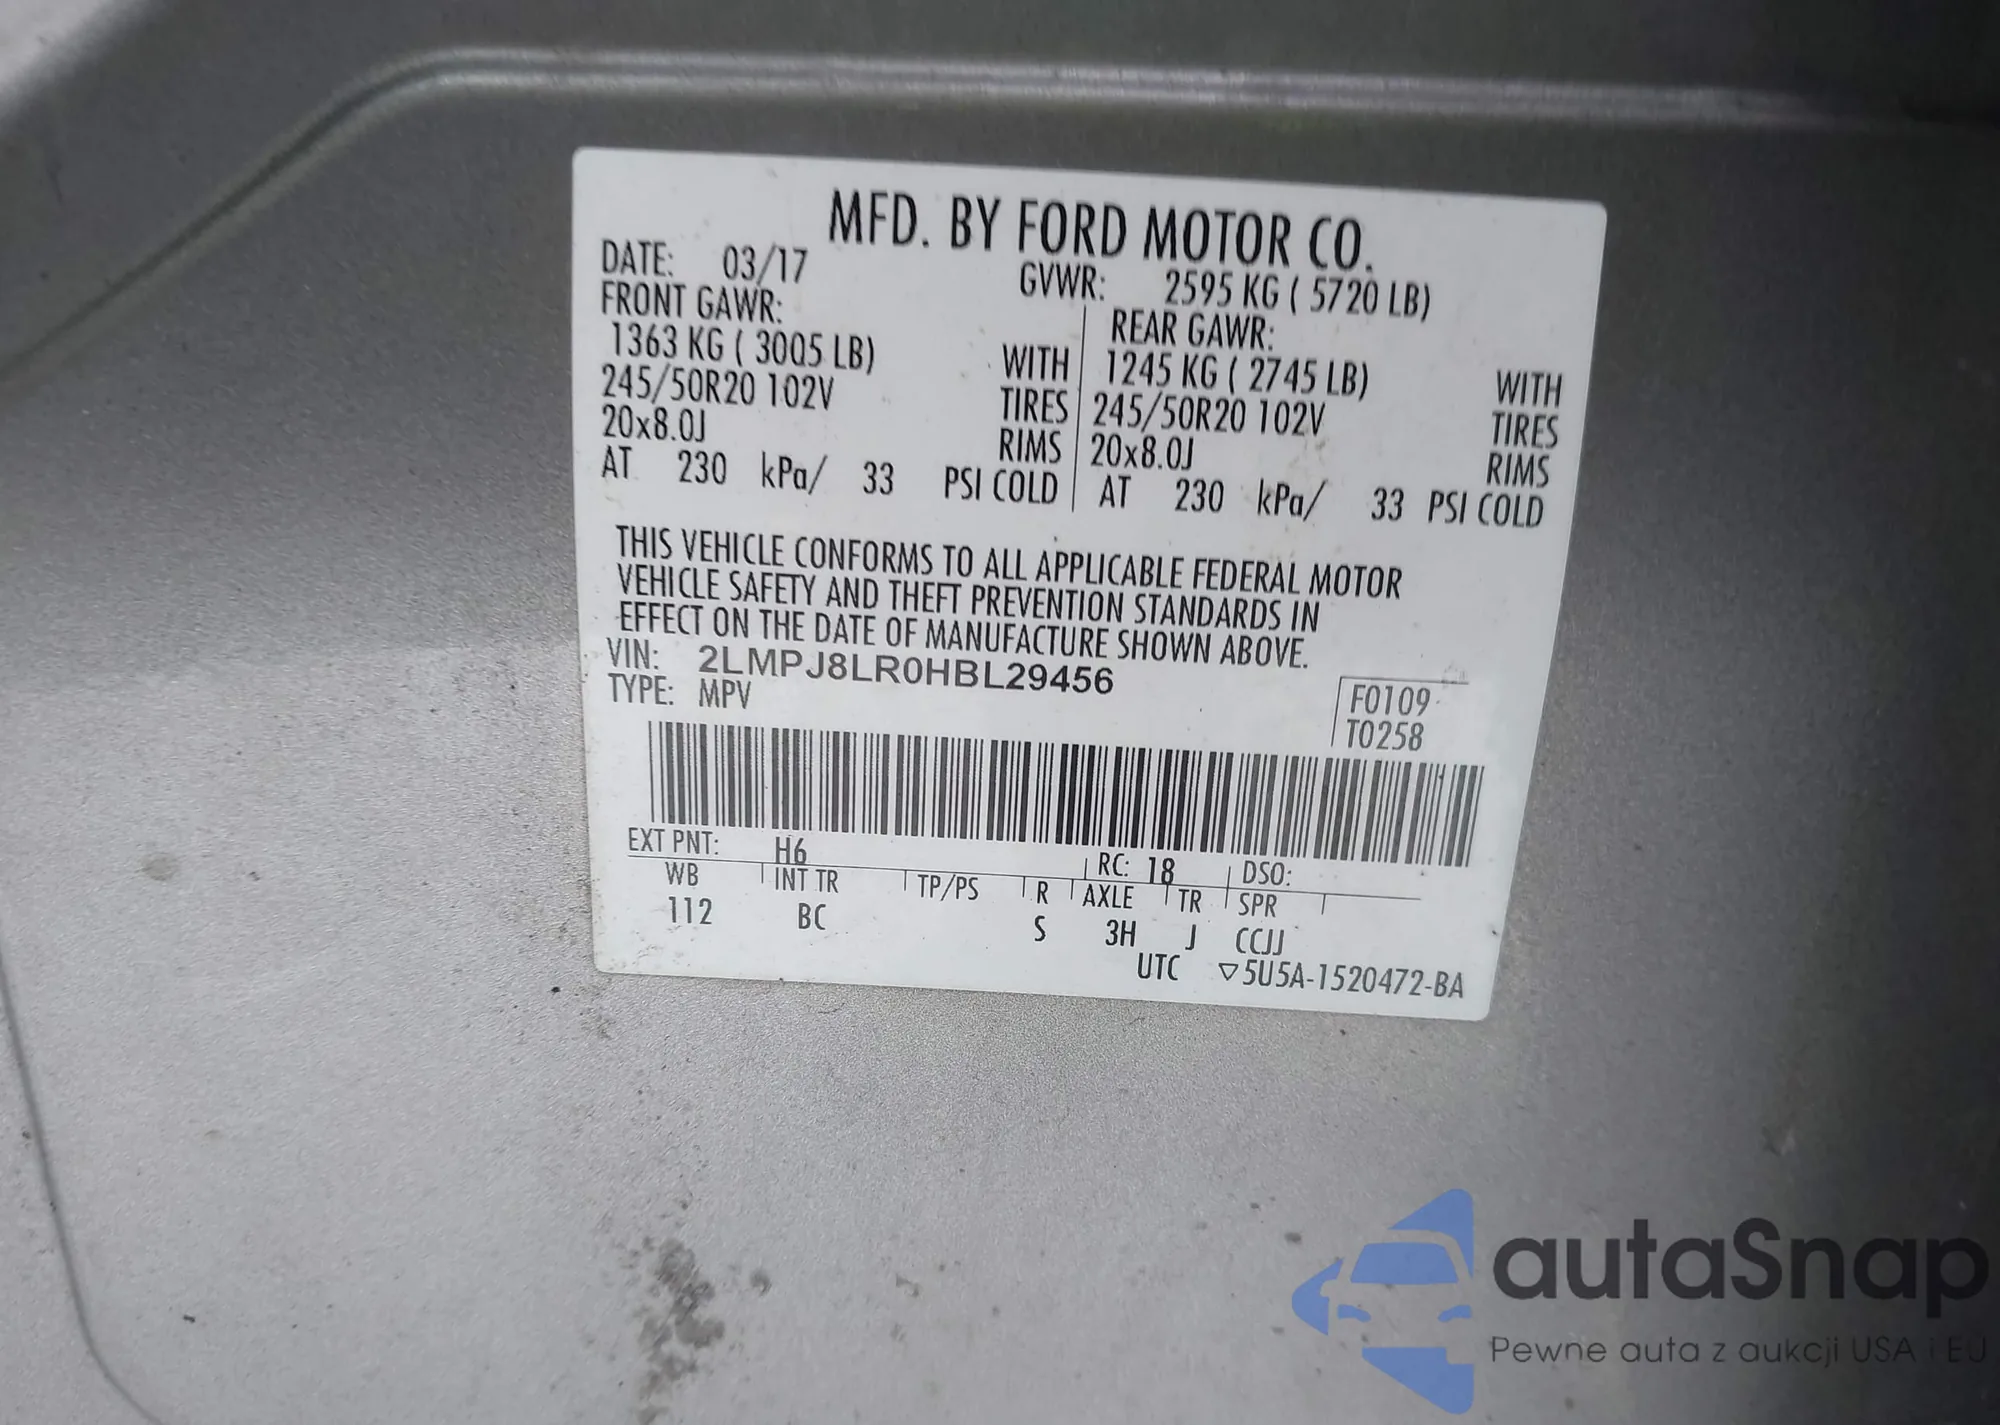 MFD. BY FORD MOTOR CO.
DATE: 03/17 GVWR: 2595 KG ( 5720 LB)
FRONT GAWR: REAR GAWR:
1363 KG ( 3005 LB) WITH 1245 KG ( 2745 LB) WITH
245/50R20 102V TIRES 245/50R20 102V TIRES
20x8.0J RIMS 20x8.0J RIMS
AT 230 kPa/ 33 PSI COLD AT 230 kPa/ 33 PSI COLD
THIS VEHICLE CONFORMS TO ALL APPLICABLE FEDERAL MOTOR
VEHICLE SAFETY AND THEFT PREVENTION STANDARDS IN
EFFECT ON THE DATE OF MANUFACTURE SHOWN ABOVE.
VIN: 2LMPJ8LR0HBL29456
TYPE: MPV
F0109
T0258
EXT PNT: H6 RC: 18 DSO:
WB INT TR TP/PS R AXLE TR SPR
112 BC S 3H J CCJJ
UTC ▽5U5A-1520472-BA
autaSnap
Pewne auta z aukcji USA i EU